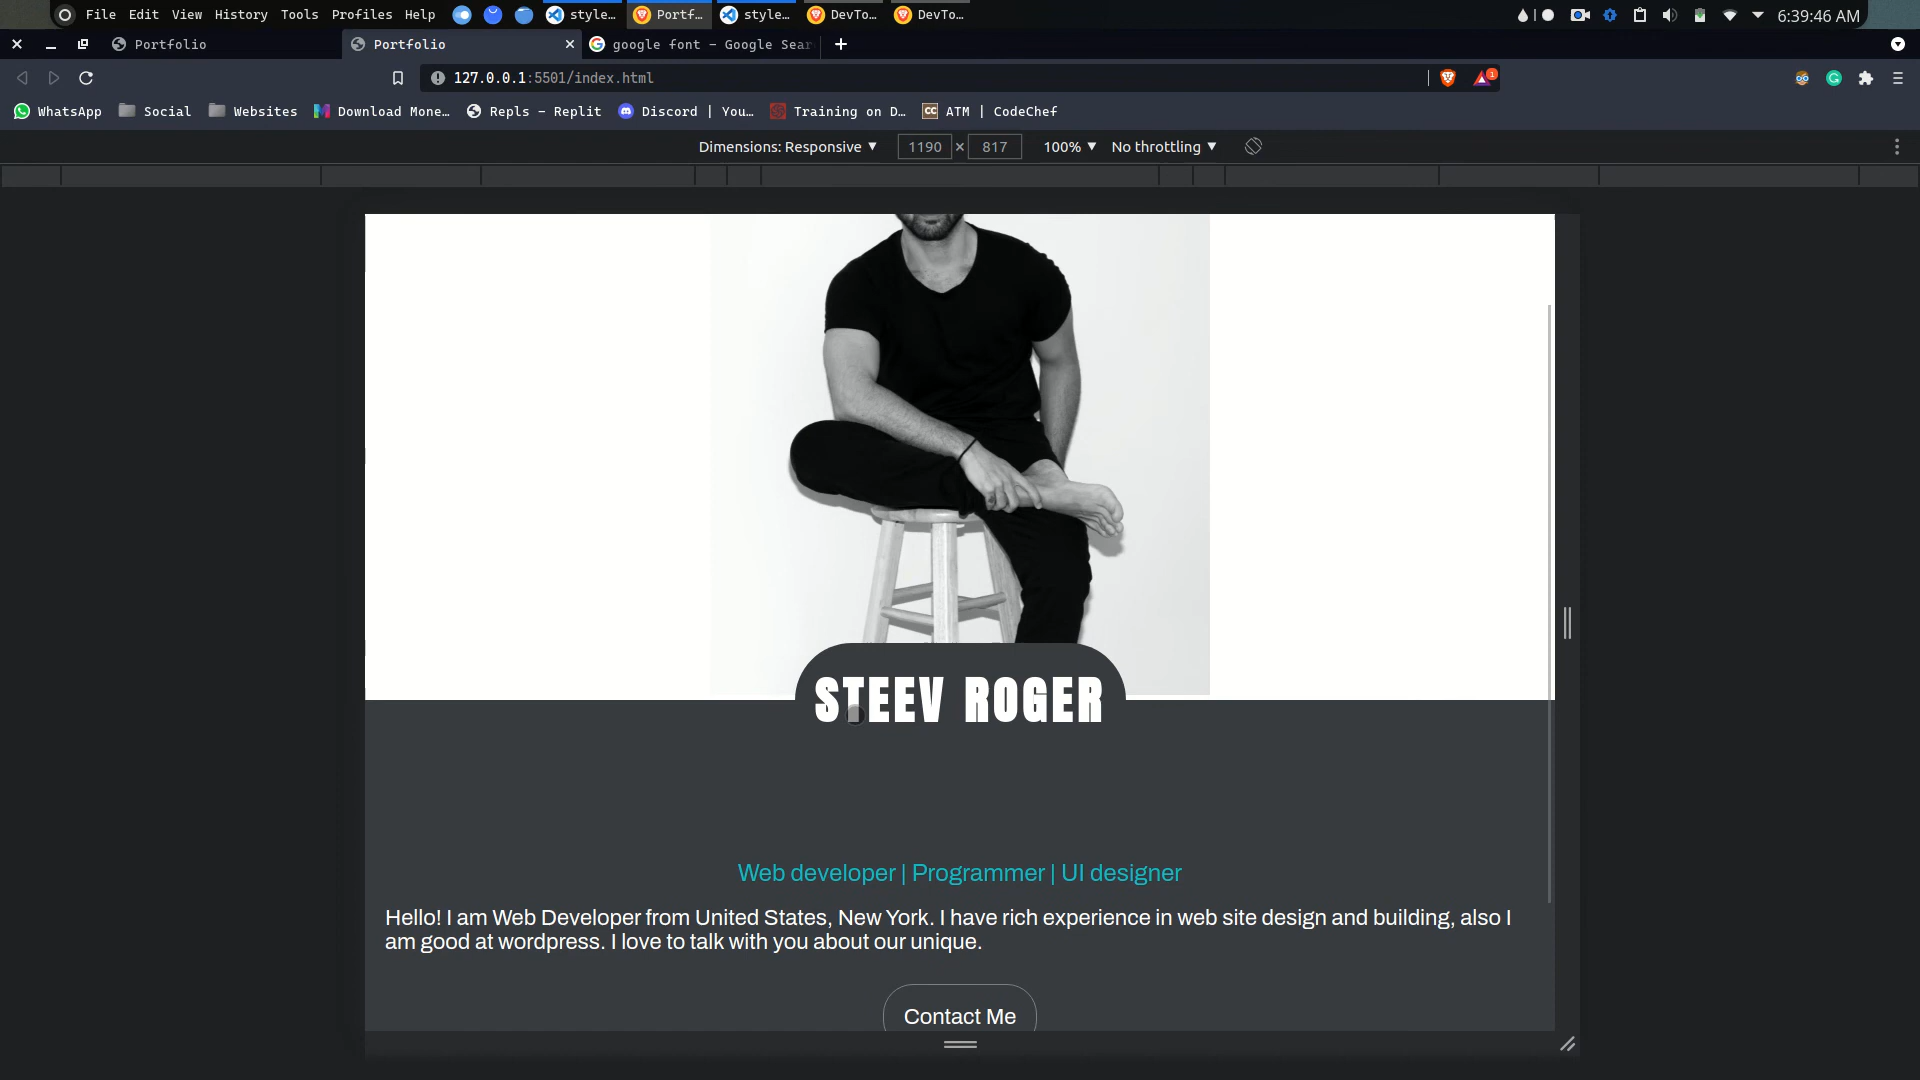 File Edit View History Tools Profiles Help style... Portf... style... DevTo... DevTo... 6:39:46 AM
Portfolio Portfolio google font - Google Sear
127.0.0.1:5501/index.html 1
WhatsApp Social Websites Download Mone... Repls - Replit Discord | You... Training on D... CC ATM | CodeChef
Dimensions: Responsive ▼ 1190 × 817 100% ▼ No throttling ▼
STEEV ROGER
Web developer | Programmer | UI designer
Hello! I am Web Developer from United States, New York. I have rich experience in web site design and building, also I
am good at wordpress. I love to talk with you about our unique.
Contact Me